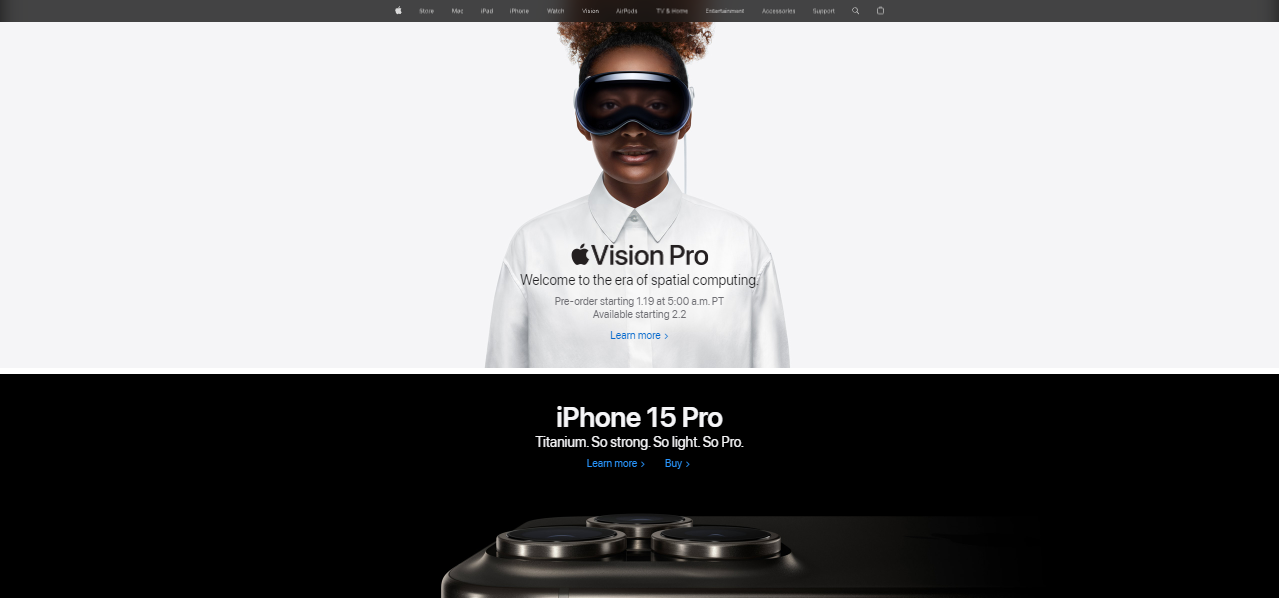 Store Mac iPad iPhone Watch Vision AirPods TV & Home Entertainment Accessories Support
Vision Pro
Welcome to the era of spatial computing.
Pre-order starting 1.19 at 5:00 a.m. PT
Available starting 2.2
Learn more >
iPhone 15 Pro
Titanium. So strong. So light. So Pro.
Learn more > Buy >